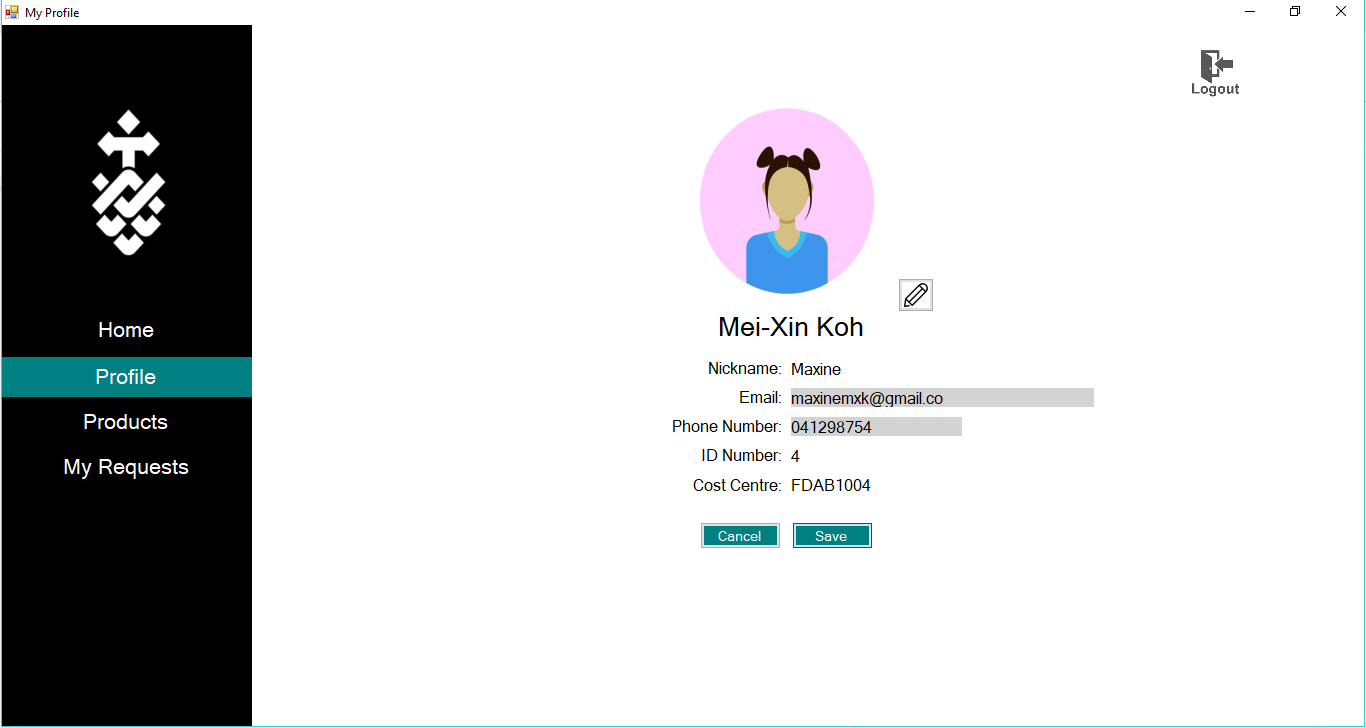 My Profile
Logout
Home
Profile
Products
My Requests
Mei-Xin Koh
Nickname: Maxine
Email: maxinemxk@gmail.co
Phone Number: 041298754
ID Number: 4
Cost Centre: FDAB1004
Cancel Save